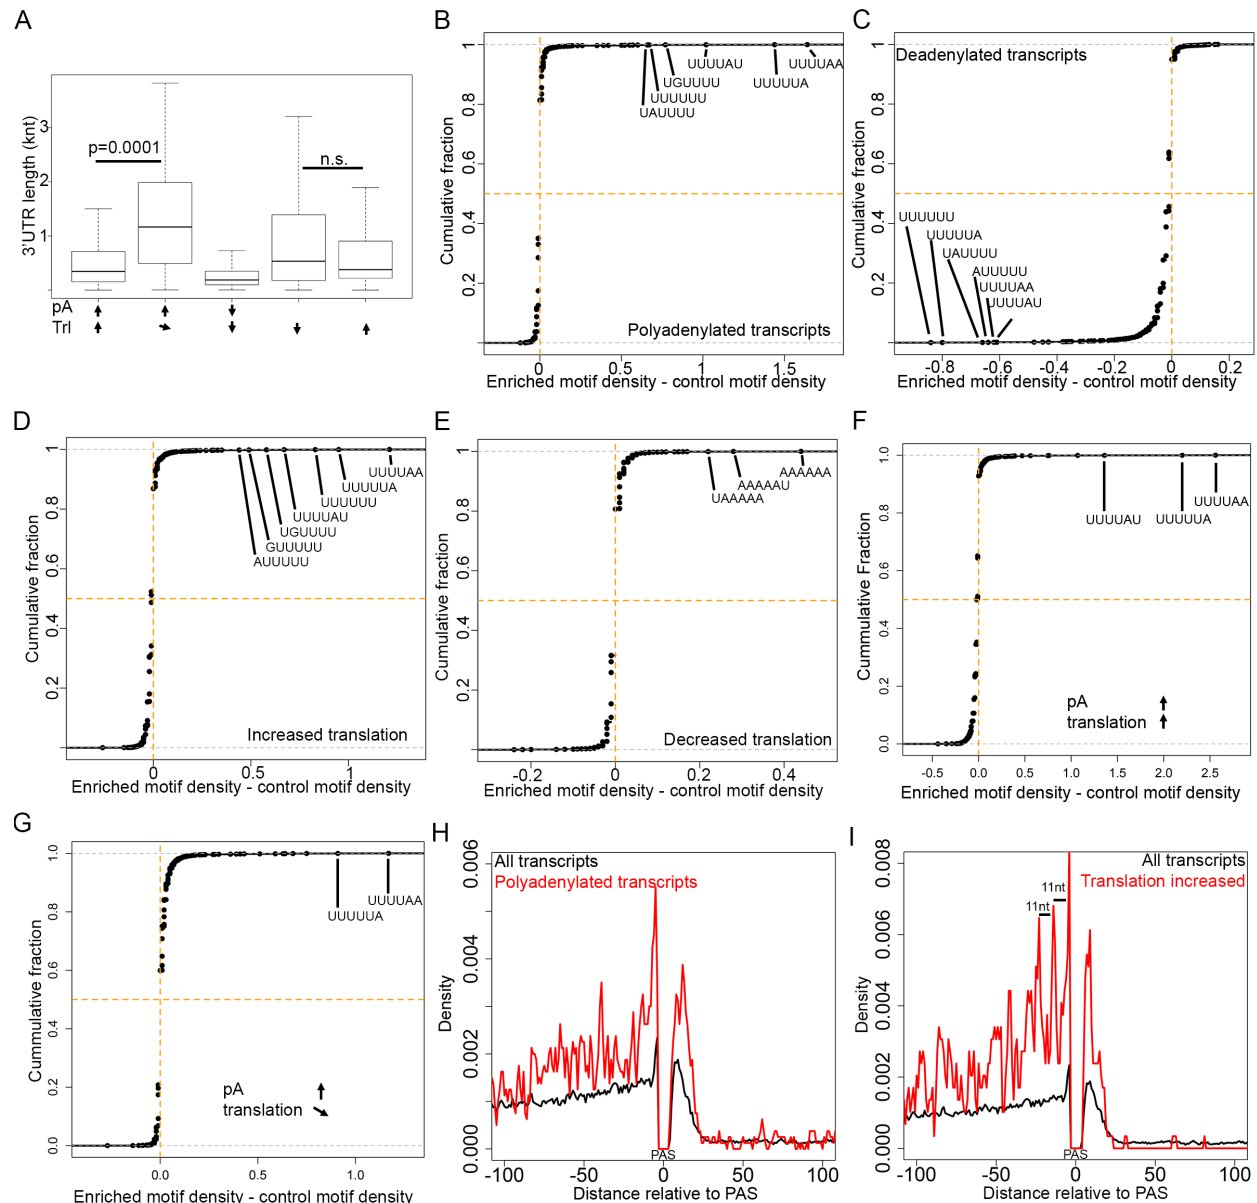 A
3'UTR length (knt)
3
2
1
p=0.0001
n.s.
pA
Trl
B
Cumulative fraction
1
0.8
0.6
0.4
0.2
UUUUAU
UUUUAA
UGUUUU
UUUUUA
UUUUUU
UAUUUU
Polyadenylated transcripts
0
0.5
1
1.5
Enriched motif density - control motif density
C
Cumulative fraction
1
0.8
0.6
0.4
0.2
Deadenylated transcripts
UUUUUU
UUUUUA
UAUUUU
AUUUUU
UUUUAA
UUUUAU
-0.8
-0.6
-0.4
-0.2
0
0.2
Enriched motif density - control motif density
D
Cumulative fraction
1
0.8
0.6
0.4
0.2
UUUUAA
UUUUUA
UUUUUU
UUUUAU
UGUUUU
GUUUUU
AUUUUU
Increased translation
0
0.5
1
Enriched motif density - control motif density
E
Cumulative fraction
1
0.8
0.6
0.4
0.2
AAAAAA
AAAAAU
UAAAAA
Decreased translation
-0.2
0
0.2
0.4
Enriched motif density - control motif density
F
Cummulative Fraction
1.0
0.8
0.6
0.4
0.2
0.0
UUUUAA
UUUUAU
UUUUUA
pA
translation
-0.5
0.0
0.5
1.0
1.5
2.0
2.5
Enriched motif density - control motif density
G
Cummulative fraction
1.0
0.8
0.6
0.4
0.2
0.0
UUUUAA
UUUUUA
pA
translation
0.0
0.5
1.0
Enriched motif density - control motif density
H
Density
0.006
0.004
0.002
0.000
All transcripts
Polyadenylated transcripts
PAS
-100
-50
0
50
100
Distance relative to PAS
I
Density
0.008
0.006
0.004
0.002
0.000
All transcripts
Translation increased
11nt
11nt
PAS
-100
-50
0
50
100
Distance relative to PAS